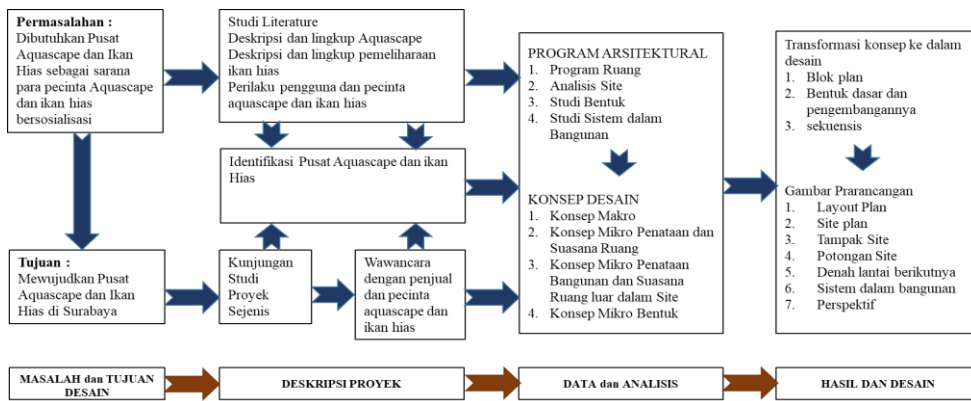 Permasalahan :
Dibutuhkan Pusat
Aquascape dan Ikan
Hias sebagai sarana
para pecinta Aquascape
dan ikan hias
bersosialisasi
Tujuan :
Mewujudkan Pusat
Aquascape dan Ikan
Hias di Surabaya
Studi Literature
Deskripsi dan lingkup Aquascape
Deskripsi dan lingkup pemeliharaan
ikan hias
Perilaku pengguna dan pecinta
aquascape dan ikan hias
Identifikasi Pusat Aquascape dan ikan
Hias
Kunjungan
Studi
Proyek
Sejenis
Wawancara
dengan penjual
dan pecinta
aquascape dan
ikan hias
PROGRAM ARSITEKTURAL
1. Program Ruang
2. Analisis Site
3. Studi Bentuk
4. Studi Sistem dalam
Bangunan
KONSEP DESAIN
1. Konsep Makro
2. Konsep Mikro Penataan dan
Suasana Ruang
3. Konsep Mikro Penataan
Bangunan dan Suasana
Ruang luar dalam Site
4. Konsep Mikro Bentuk
Transformasi konsep ke dalam
desain
1. Blok plan
2. Bentuk dasar dan
pengembangannya
3. sekuensis
Gambar Prarancangan
1. Layout Plan
2. Site plan
3. Tampak Site
4. Potongan Site
5. Denah lantai berikutnya
6. Sistem dalam bangunan
7. Perspektif
MASALAH dan TUJUAN
DESAIN
DESKRIPSI PROYEK
DATA dan ANALISIS
HASIL DAN DESAIN